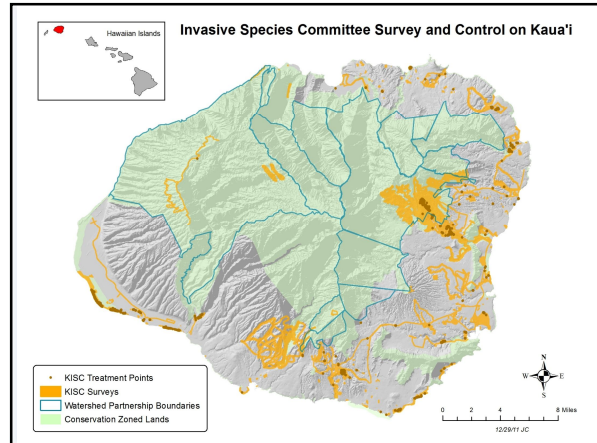 Invasive Species Committee Survey and Control on Kaua'i
Hawaiian Islands
KISC Treatment Points
KISC Surveys
Watershed Partnership Boundaries
Conservation Zoned Lands
N
W E
S
0 2 4 8 Miles
12/29/11 JC